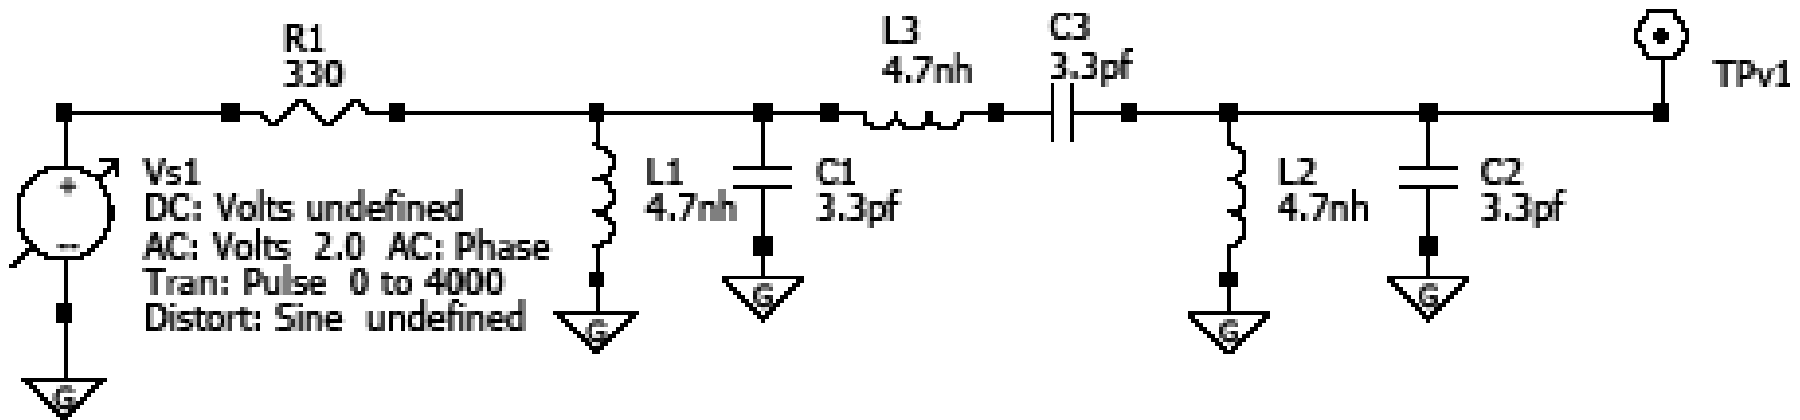 R1
330
L3
4.7nh
C3
3.3pf
TPv1
Vs1
DC: Volts undefined
AC: Volts 2.0 AC: Phase
Tran: Pulse 0 to 4000
Distort: Sine undefined
L1
4.7nh
C1
3.3pf
L2
4.7nh
C2
3.3pf
G
G
G
G
G